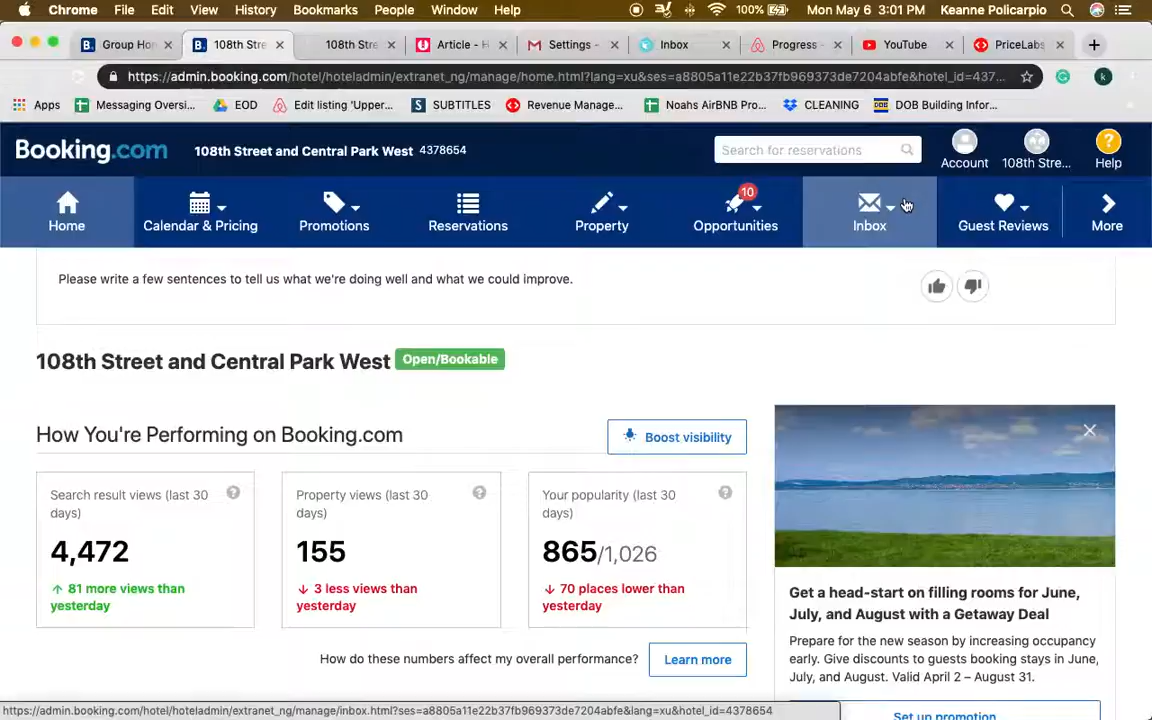 Chrome File Edit View History Bookmarks People Window Help 100% Mon May 6 3:01 PM Keanne Policarpio
Group Ho 108th Stre 108th Stre Article - H Settings - Inbox Progress - YouTube PriceLabs
https://admin.booking.com/hotel/hoteladmin/extranet_ng/manage/home.html?lang=xu&ses=a8805a11e22b37fb969373de7204abfe&hotel_id=437...
Apps Messaging Oversi... EOD Edit listing 'Upper... SUBTITLES Revenue Manage... Noahs AirBNB Pro... CLEANING DOB Building Infor...
Booking.com 108th Street and Central Park West 4378654 Search for reservations Account 108th Stre... Help
10
Home Calendar & Pricing Promotions Reservations Property Opportunities Inbox Guest Reviews More
Please write a few sentences to tell us what we're doing well and what we could improve.
108th Street and Central Park West Open/Bookable
How You're Performing on Booking.com Boost visibility
Search result views (last 30 days)
4,472
81 more views than yesterday
Property views (last 30 days)
155
3 less views than yesterday
Your popularity (last 30 days)
865/1,026
70 places lower than yesterday
How do these numbers affect my overall performance? Learn more
Get a head-start on filling rooms for June,
July, and August with a Getaway Deal
Prepare for the new season by increasing occupancy
early. Give discounts to guests booking stays in June,
July, and August. Valid April 2 – August 31.
Set up promotion
https://admin.booking.com/hotel/hoteladmin/extranet_ng/manage/inbox.html?ses=a8805a11e22b37fb969373de7204abfe&lang=xu&hotel_id=4378654